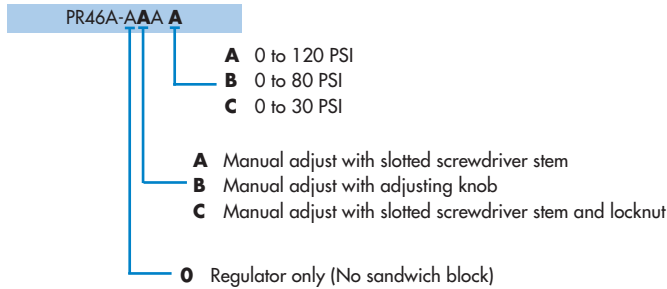 PR46A-AAA A
A 0 to 120 PSI
B 0 to 80 PSI
C 0 to 30 PSI
A Manual adjust with slotted screwdriver stem
B Manual adjust with adjusting knob
C Manual adjust with slotted screwdriver stem and locknut
0 Regulator only (No sandwich block)